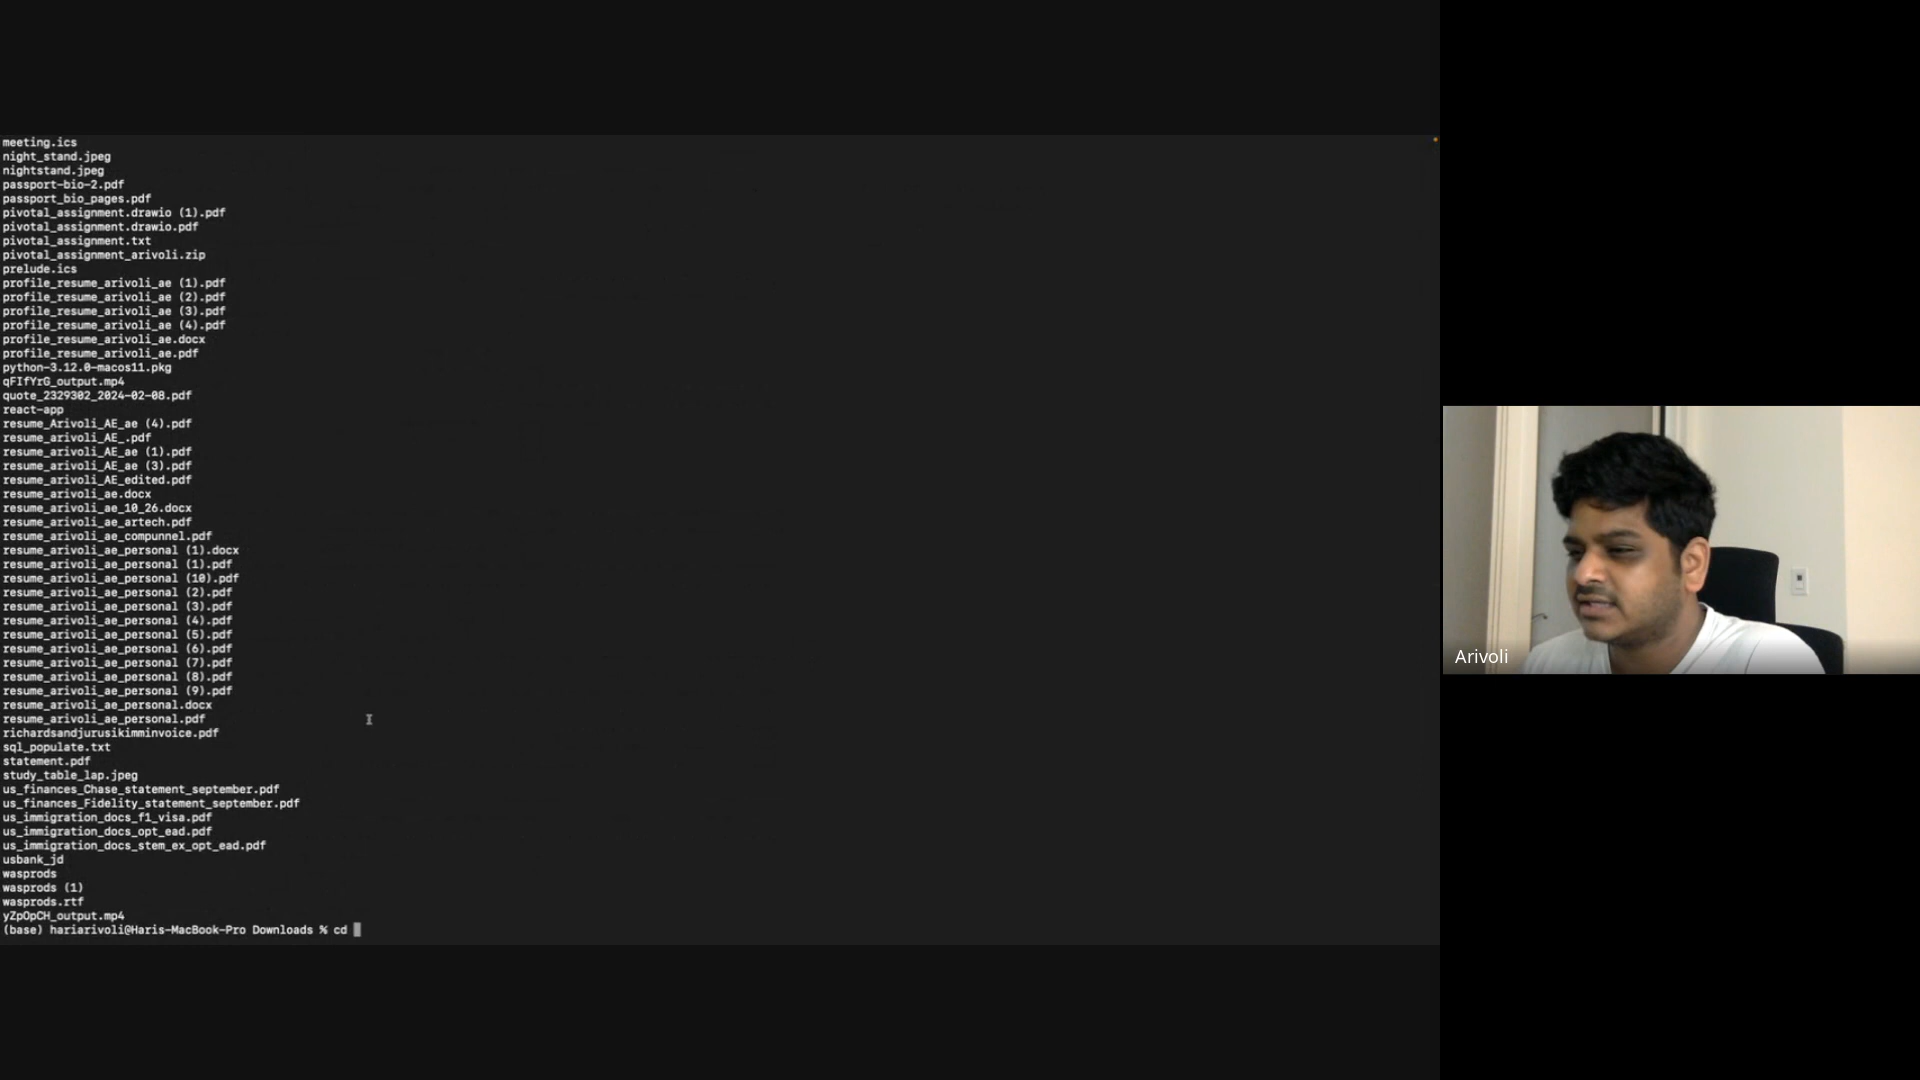 meeting.ics
night_stand.jpeg
nightstand.jpeg
passport-bio-2.pdf
passport_bio_pages.pdf
pivotal_assignment.drawio (1).pdf
pivotal_assignment.drawio.pdf
pivotal_assignment.txt
pivotal_assignment_arivoli.zip
prelude.ics
profile_resume_arivoli_ae (1).pdf
profile_resume_arivoli_ae (2).pdf
profile_resume_arivoli_ae (3).pdf
profile_resume_arivoli_ae (4).pdf
profile_resume_arivoli_ae.docx
profile_resume_arivoli_ae.pdf
python-3.12.0-macos11.pkg
qFIfYrG_output.mp4
quote_2329302_2024-02-08.pdf
react-app
resume_Arivoli_AE_ae (4).pdf
resume_arivoli_AE_.pdf
resume_arivoli_AE_ae (1).pdf
resume_arivoli_AE_ae (3).pdf
resume_arivoli_AE_edited.pdf
resume_arivoli_ae.docx
resume_arivoli_ae_10_26.docx
resume_arivoli_ae_artech.pdf
resume_arivoli_ae_compunnel.pdf
resume_arivoli_ae_personal (1).docx
resume_arivoli_ae_personal (1).pdf
resume_arivoli_ae_personal (10).pdf
resume_arivoli_ae_personal (2).pdf
resume_arivoli_ae_personal (3).pdf
resume_arivoli_ae_personal (4).pdf
resume_arivoli_ae_personal (5).pdf
resume_arivoli_ae_personal (6).pdf
resume_arivoli_ae_personal (7).pdf
resume_arivoli_ae_personal (8).pdf
resume_arivoli_ae_personal (9).pdf
resume_arivoli_ae_personal.docx
resume_arivoli_ae_personal.pdf
richardsandjurusikimminvoice.pdf
sql_populate.txt
statement.pdf
study_table_lap.jpeg
us_finances_Chase_statement_september.pdf
us_finances_Fidelity_statement_september.pdf
us_immigration_docs_f1_visa.pdf
us_immigration_docs_opt_ead.pdf
us_immigration_docs_stem_ex_opt_ead.pdf
usbank_jd
wasprods
wasprods (1)
wasprods.rtf
yZpOpCH_output.mp4
(base) hariarivoli@Haris-MacBook-Pro Downloads % cd
Arivoli